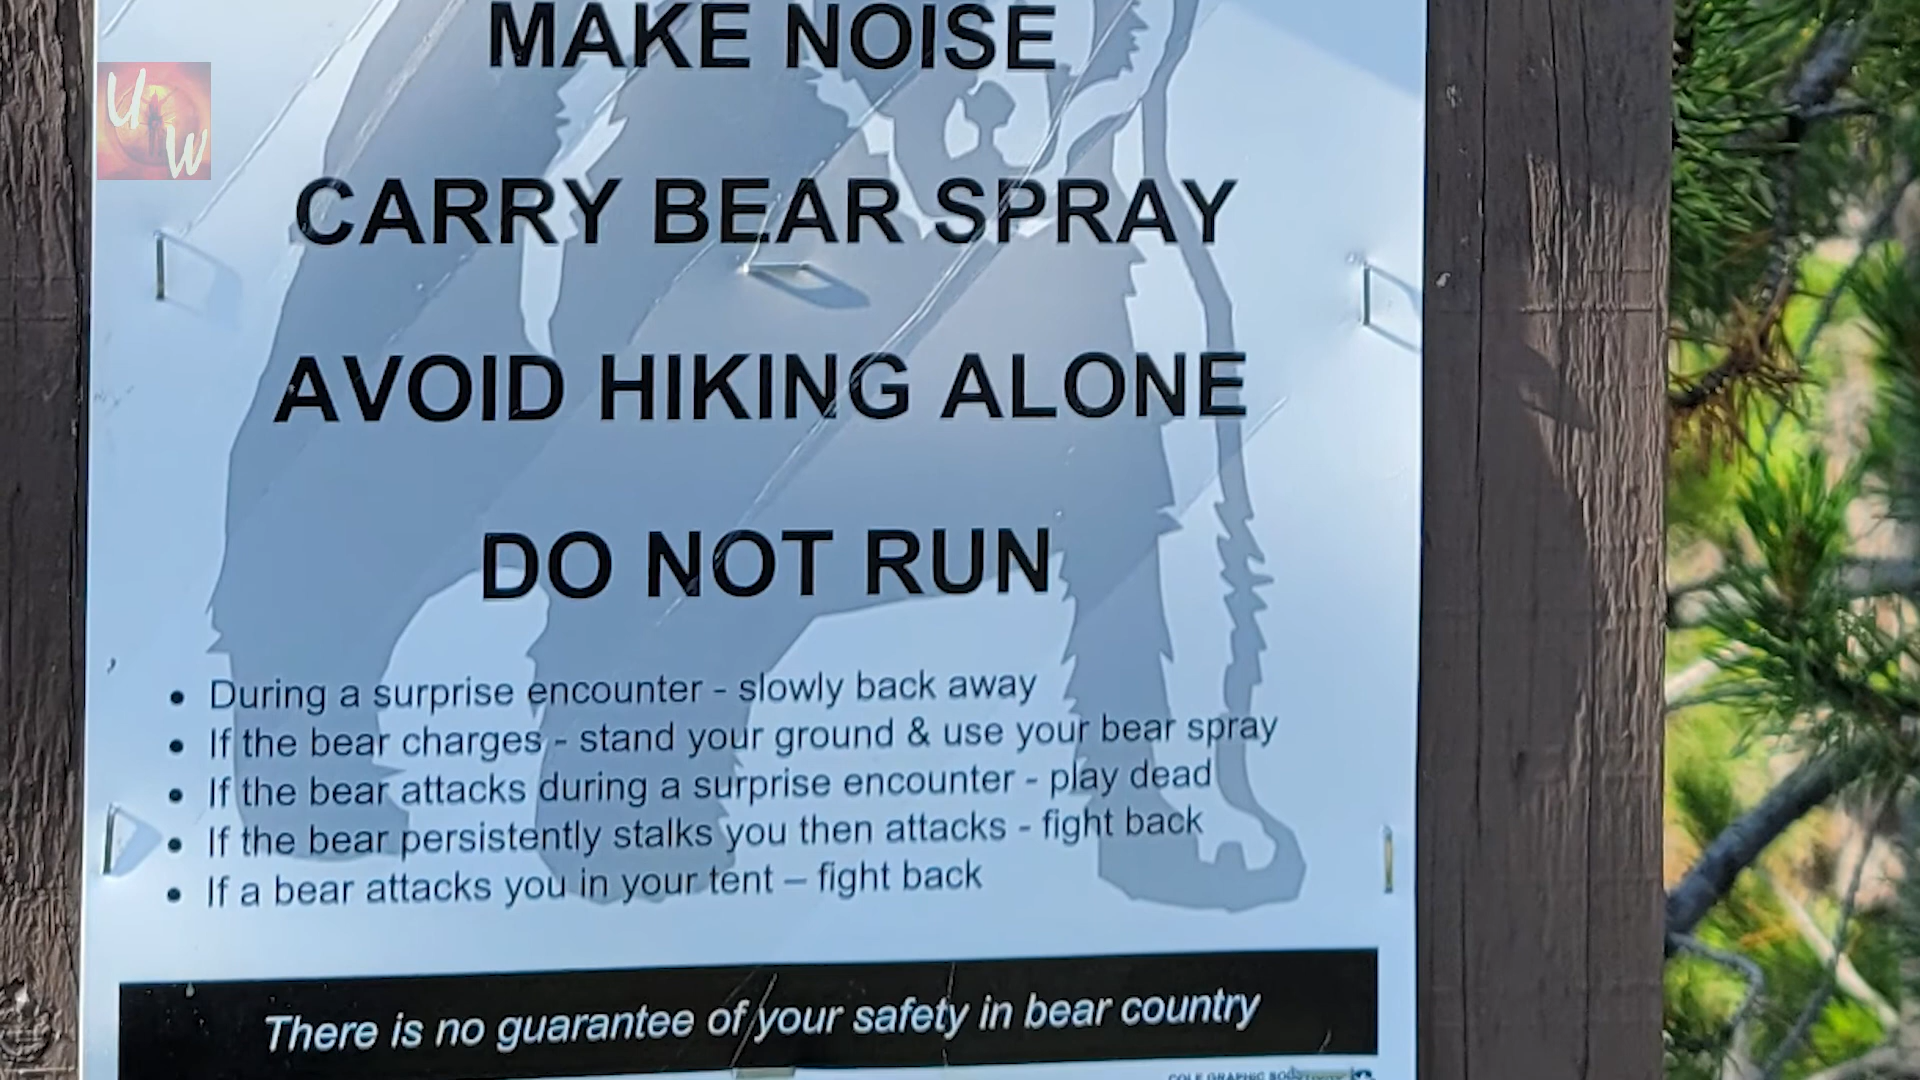 MAKE NOISE
U
W
CARRY BEAR SPRAY
AVOID HIKING ALONE
DO NOT RUN
• During a surprise encounter - slowly back away
• If the bear charges - stand your ground & use your bear spray
• If the bear attacks during a surprise encounter - play dead
• If the bear persistently stalks you then attacks - fight back
• If a bear attacks you in your tent – fight back
There is no guarantee of your safety in bear country
COLE GRAPHIC